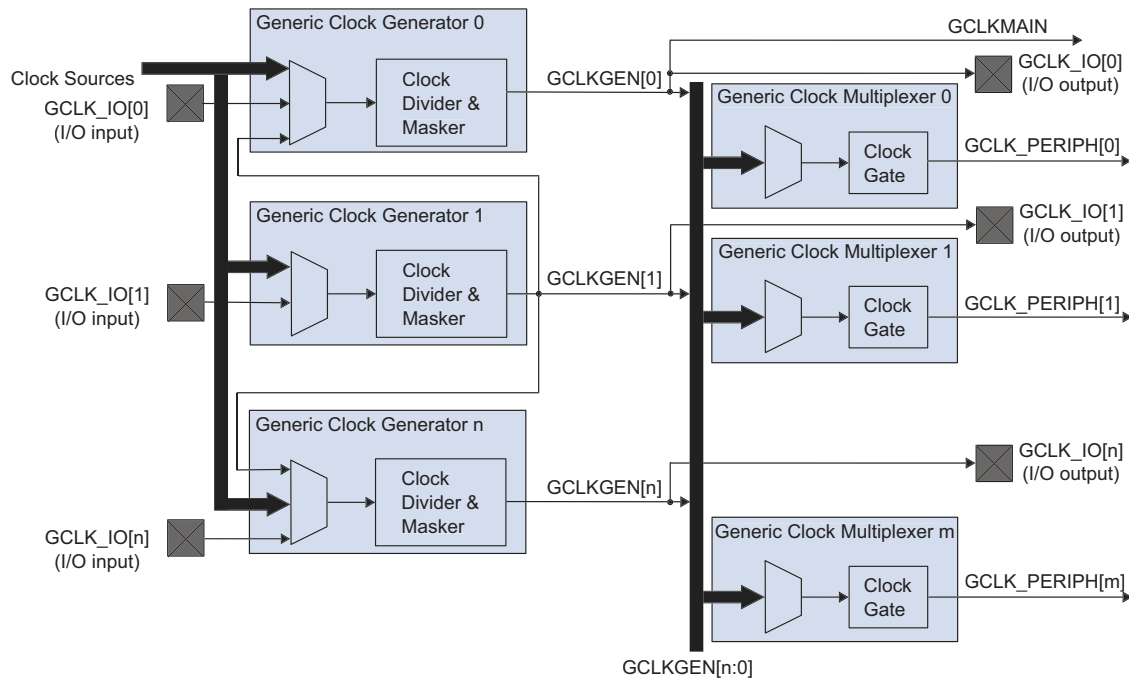 Generic Clock Generator 0
Clock Sources
GCLK_IO[0]
(I/O input)
Clock
Divider &
Masker
GCLKGEN[0]
GCLKMAIN
GCLK_IO[0]
(I/O output)
Generic Clock Multiplexer 0
Clock
Gate
GCLK_PERIPH[0]
Generic Clock Generator 1
GCLK_IO[1]
(I/O input)
Clock
Divider &
Masker
GCLKGEN[1]
GCLK_IO[1]
(I/O output)
Generic Clock Multiplexer 1
Clock
Gate
GCLK_PERIPH[1]
Generic Clock Generator n
GCLK_IO[n]
(I/O input)
Clock
Divider &
Masker
GCLKGEN[n]
GCLK_IO[n]
(I/O output)
Generic Clock Multiplexer m
Clock
Gate
GCLK_PERIPH[m]
GCLKGEN[n:0]